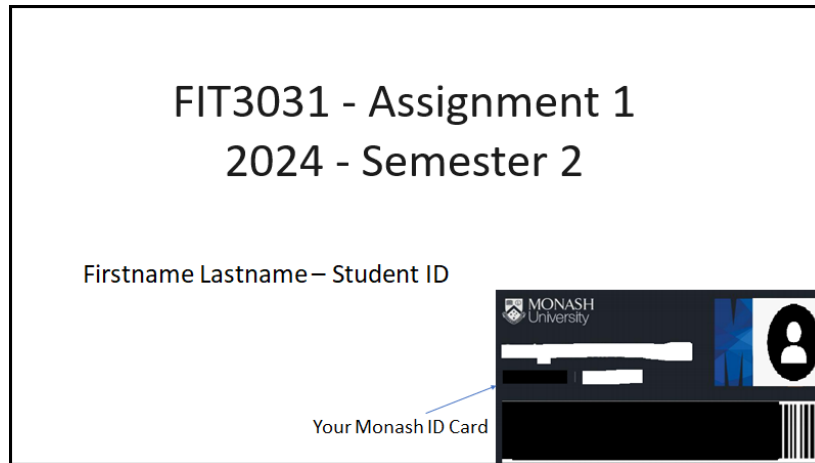 FIT3031 - Assignment 1
2024 - Semester 2
Firstname Lastname – Student ID
MONASH
University
Your Monash ID Card